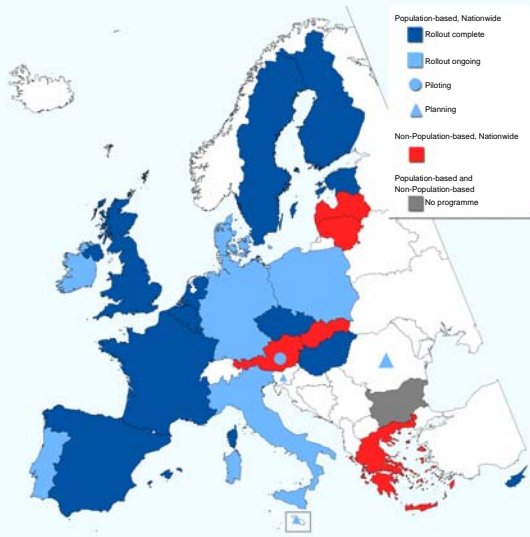 Population-based, Nationwide
Rollout complete
Rollout ongoing
Piloting
Planning
Non-Population-based, Nationwide
Population-based and
Non-Population-based
No programme